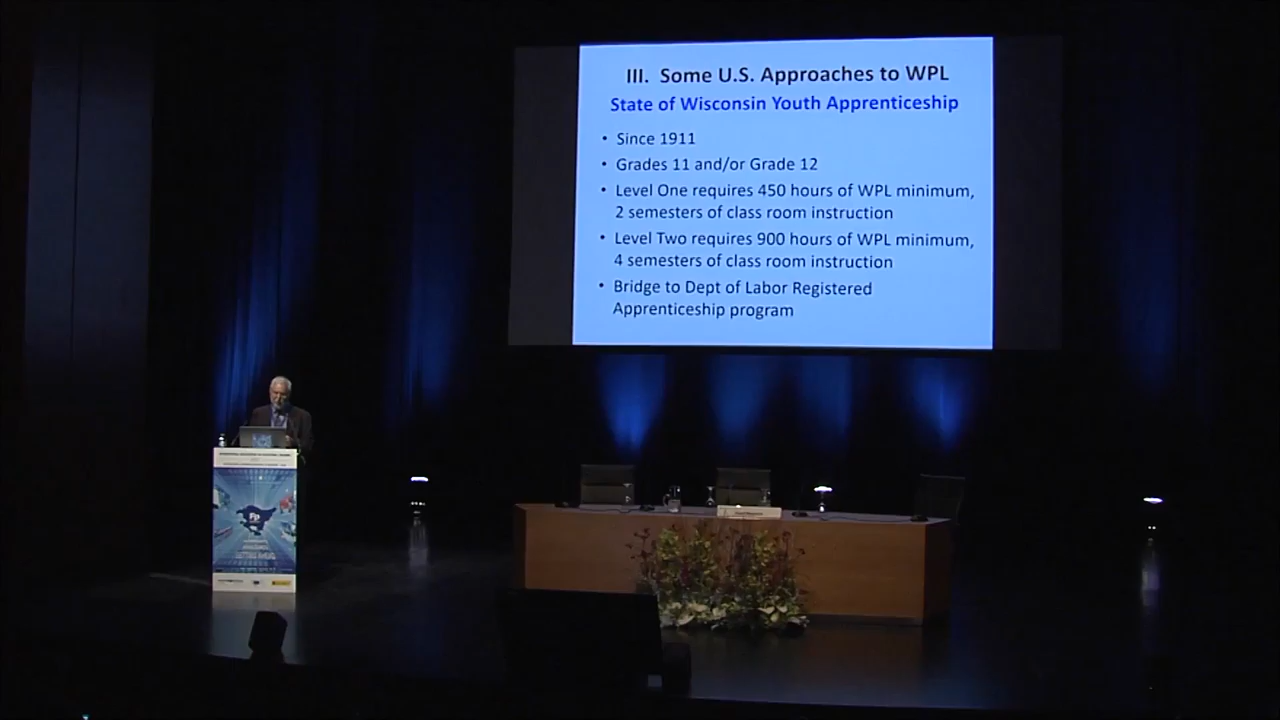 III. Some U.S. Approaches to WPL
State of Wisconsin Youth Apprenticeship
• Since 1911
• Grades 11 and/or Grade 12
• Level One requires 450 hours of WPL minimum,
2 semesters of class room instruction
• Level Two requires 900 hours of WPL minimum,
4 semesters of class room instruction
• Bridge to Dept of Labor Registered
Apprenticeship program